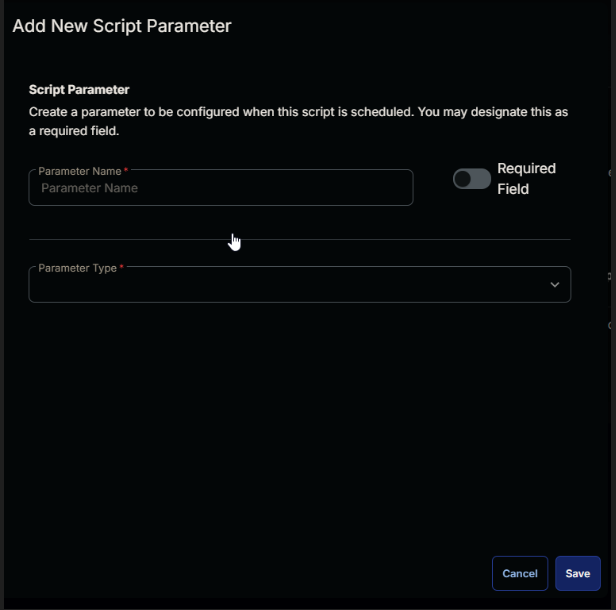 Add New Script Parameter
Script Parameter
Create a parameter to be configured when this script is scheduled. You may designate this as
a required field.
Parameter Name *
Parameter Name
Required
Field
Parameter Type *
Cancel
Save